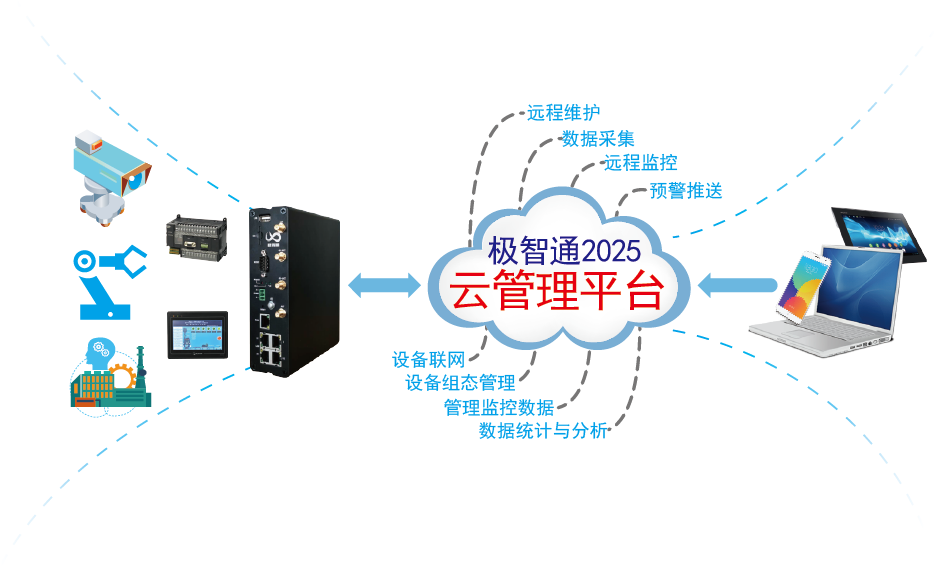 远程维护
数据采集
远程监控
预警推送
极智通2025
云管理平台
设备联网
设备组态管理
管理监控数据
数据统计与分析